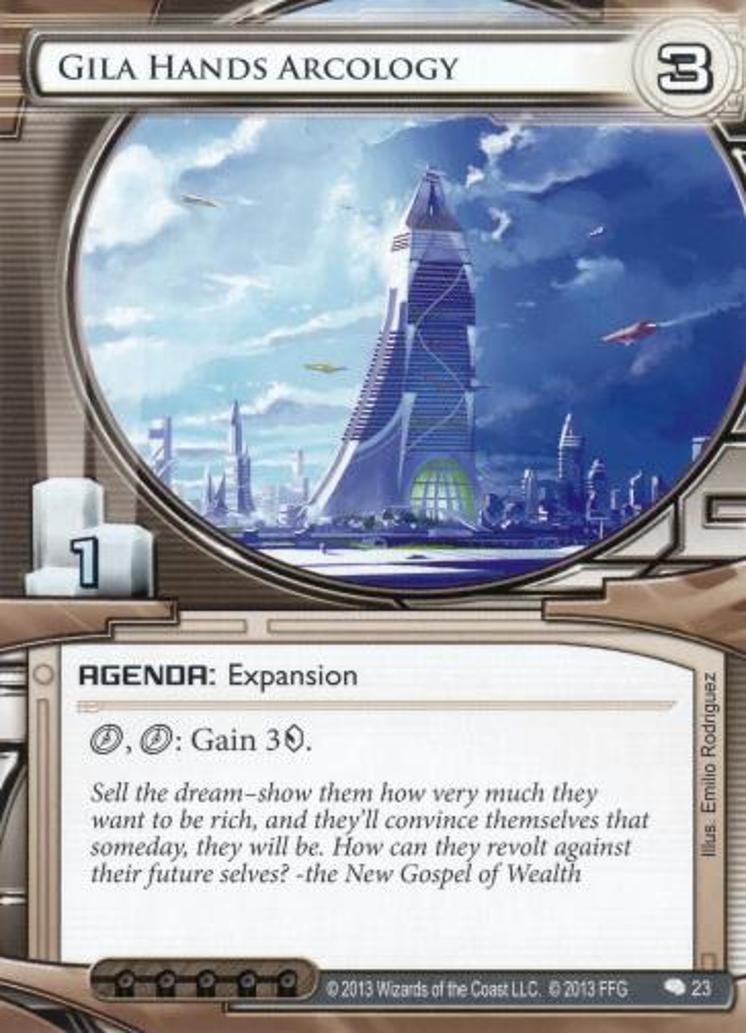 GILA HANDS ARCOLOGY
3
1
AGENDA: Expansion
, : Gain 3.
Sell the dream–show them how very much they
want to be rich, and they'll convince themselves that
someday, they will be. How can they revolt against
their future selves? -the New Gospel of Wealth
Illus. Emilio Rodriguez
© 2013 Wizards of the Coast LLC. © 2013 FFG
23